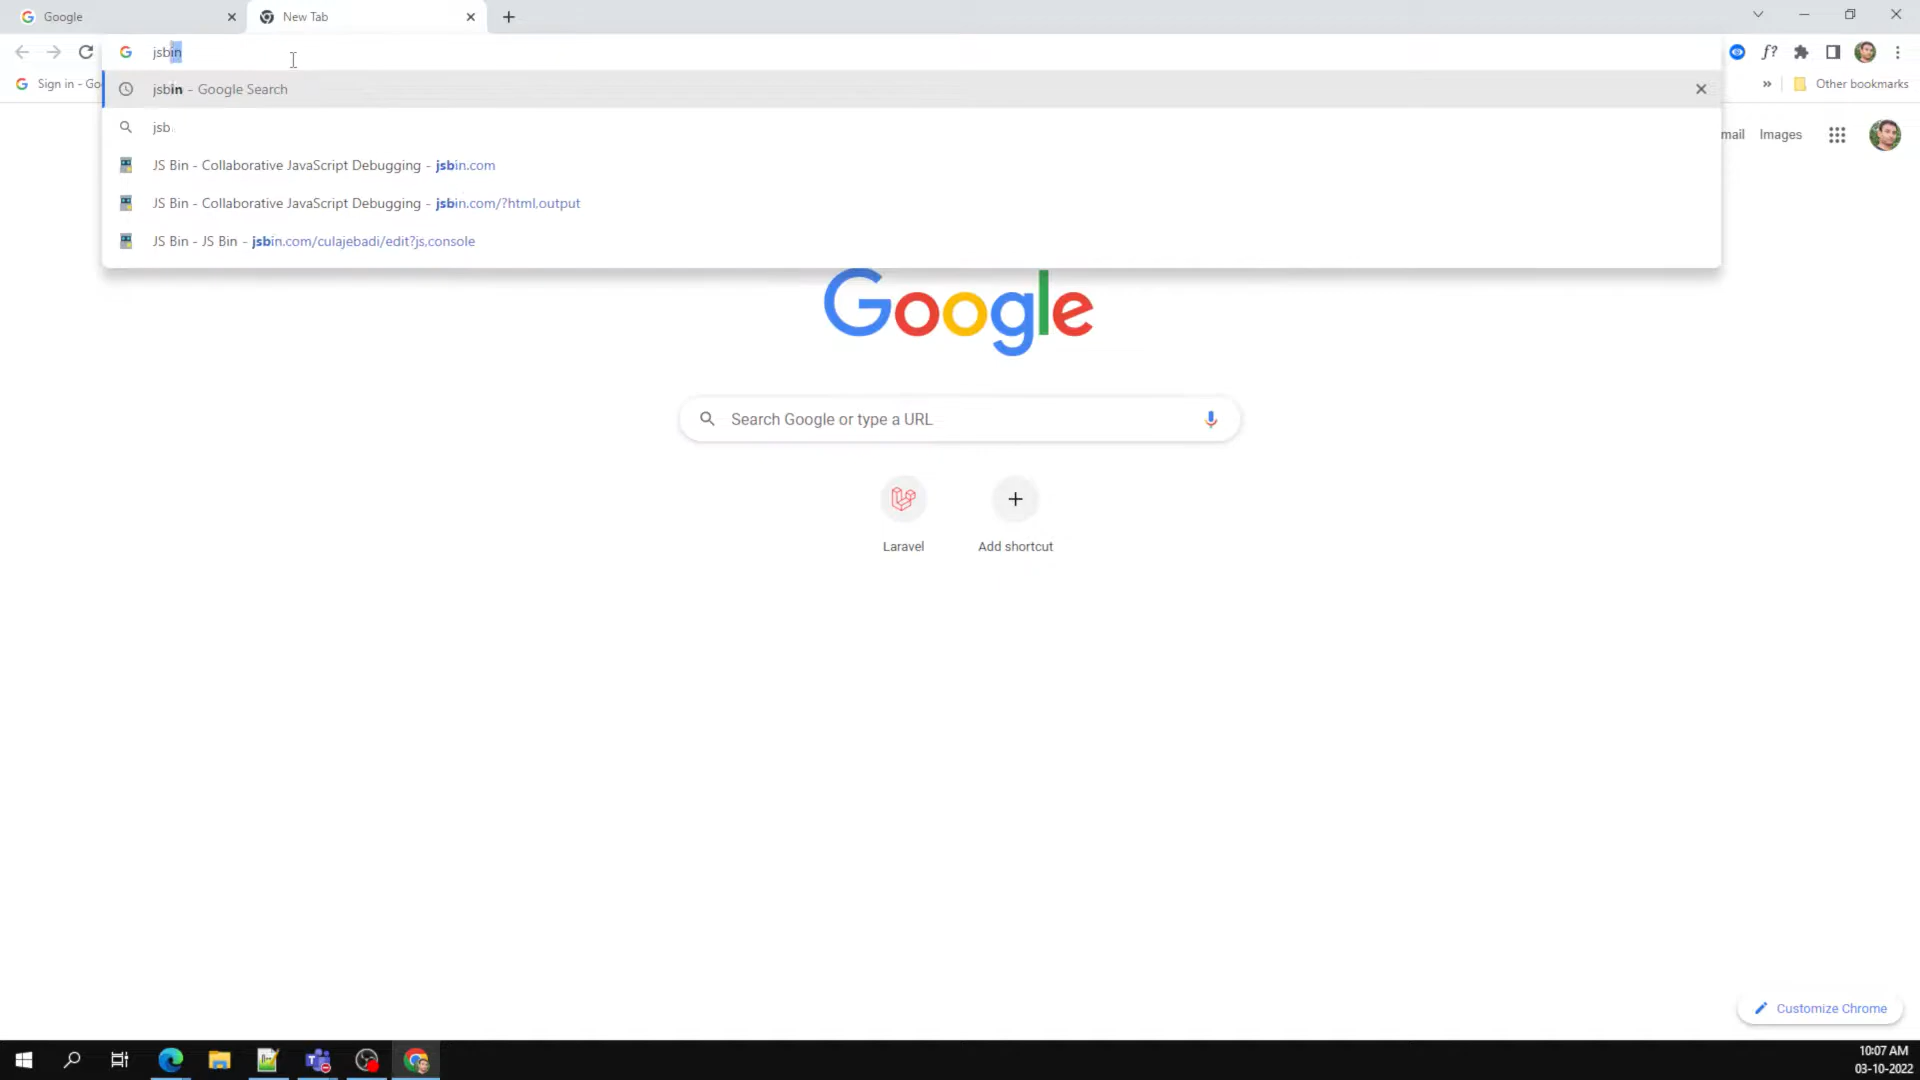 Google
New Tab
jsbin
Sign in - Go
jsbin - Google Search
Other bookmarks
jsb
mail Images
JS Bin - Collaborative JavaScript Debugging - jsbin.com
JS Bin - Collaborative JavaScript Debugging - jsbin.com/?html,output
JS Bin - JS Bin - jsbin.com/culajebadi/edit?js,console
Google
Search Google or type a URL
Laravel
Add shortcut
Customize Chrome
10:07 AM
03-10-2022